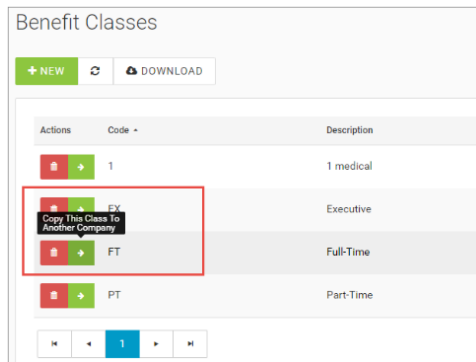 Benefit Classes
+ NEW DOWNLOAD
Actions Code Description
1 1 medical
EX Executive
Copy This Class To
Another Company
FT Full-Time
PT Part-Time
1